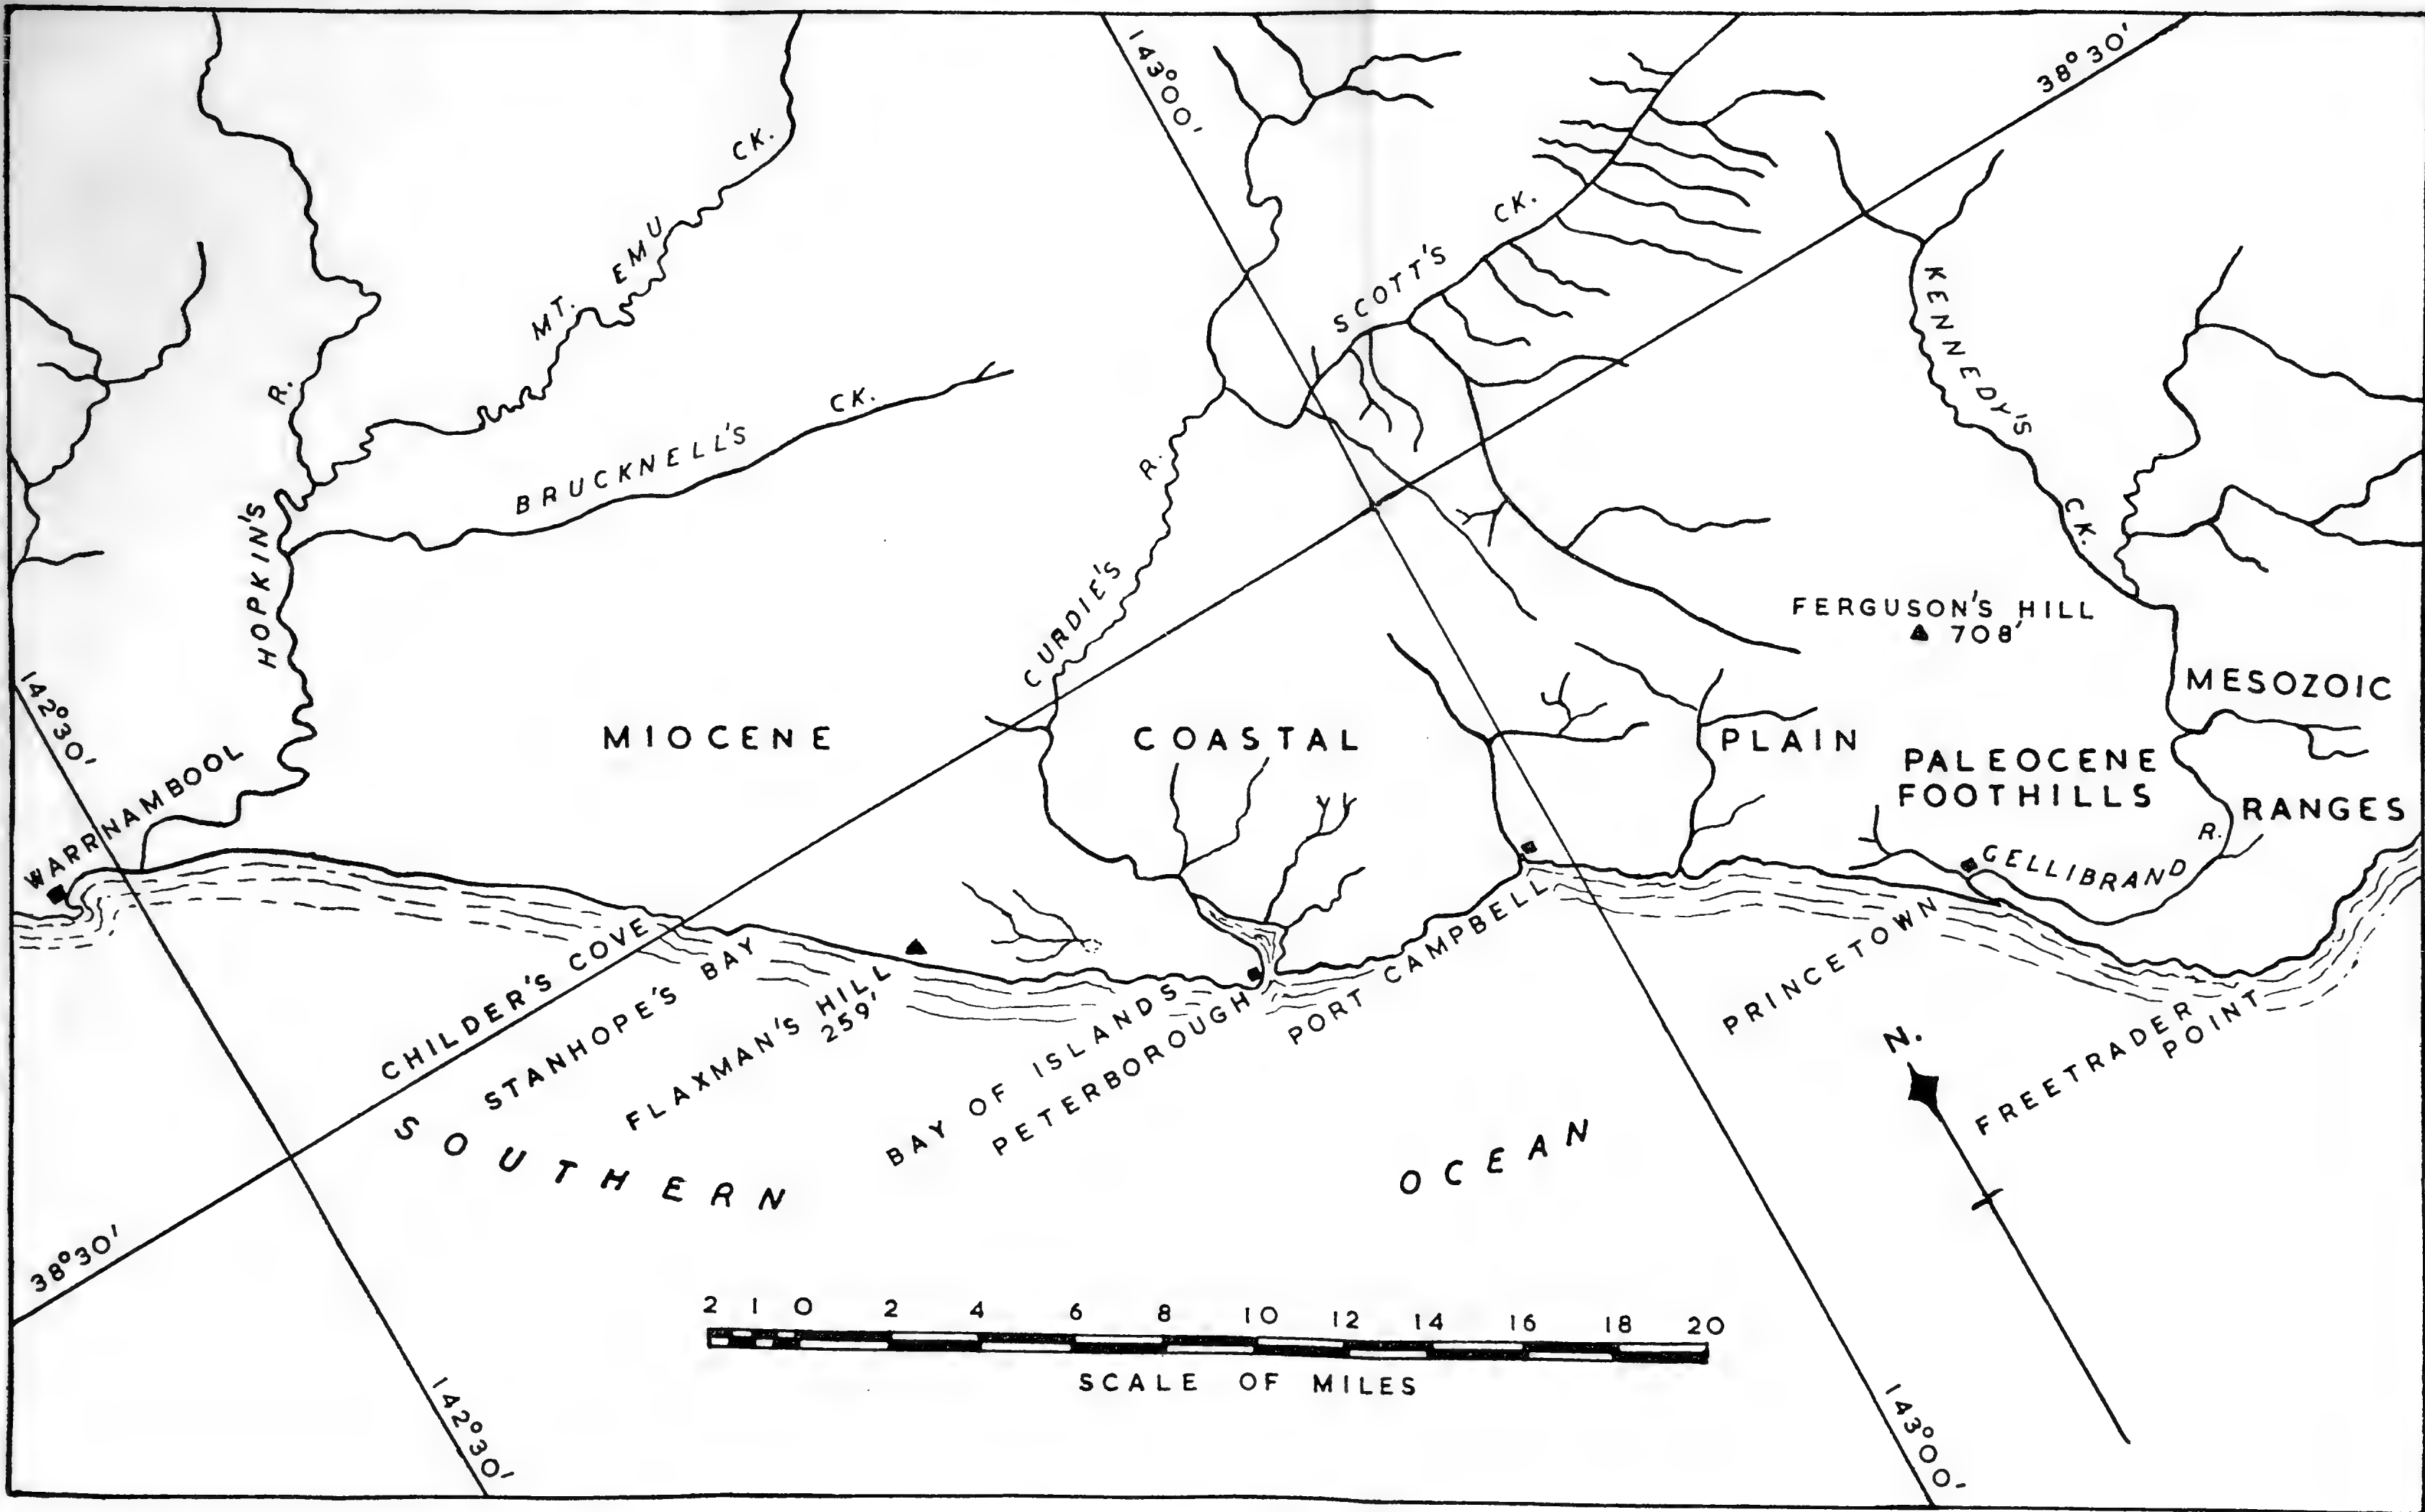 143°00'
38°30'
MT. EMU CK.
SCOTT'S CK.
KENNEDY'S CK.
HOPKIN'S R.
BRUCKNELL'S CK.
CURDIE'S R.
FERGUSON'S HILL
708'
142°30'
WARRNAMBOOL
MIOCENE COASTAL PLAIN
PALEOCENE
FOOTHILLS
MESOZOIC
RANGES
GELLIBRAND R.
CHILDER'S COVE
STANHOPE'S BAY
FLAXMAN'S HILL
259'
BAY OF ISLANDS
PETERBOROUGH
PORT CAMPBELL
PRINCETOWN
FREETRADER
POINT
N.
SOUTHERN OCEAN
38°30'
2 1 0 2 4 6 8 10 12 14 16 18 20
SCALE OF MILES
142°30'
143°00'